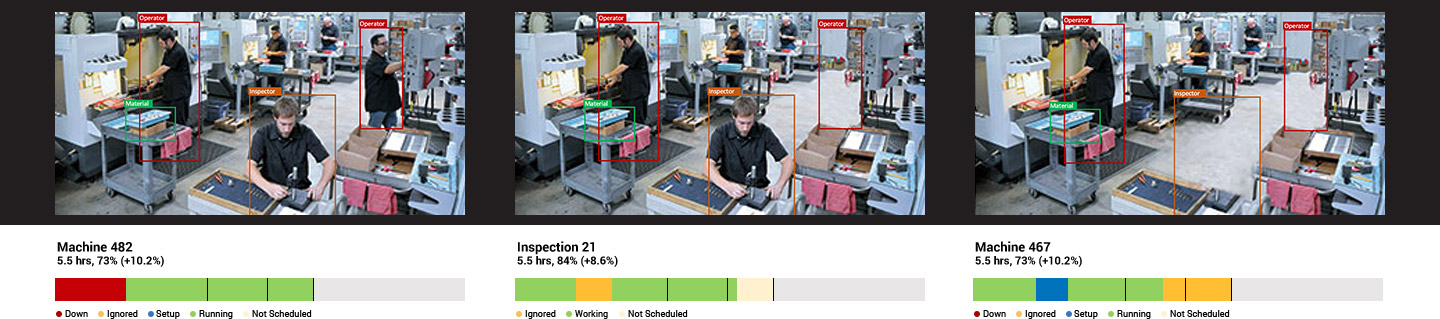 Operator
Operator
Inspector
Material
Operator
Operator
Inspector
Material
Operator
Operator
Inspector
Material
Machine 482
5.5 hrs, 73% (+10.2%)
Down Ignored Setup Running Not Scheduled
Inspection 21
5.5 hrs, 84% (+8.6%)
Ignored Working Not Scheduled
Machine 467
5.5 hrs, 73% (+10.2%)
Down Ignored Setup Running Not Scheduled